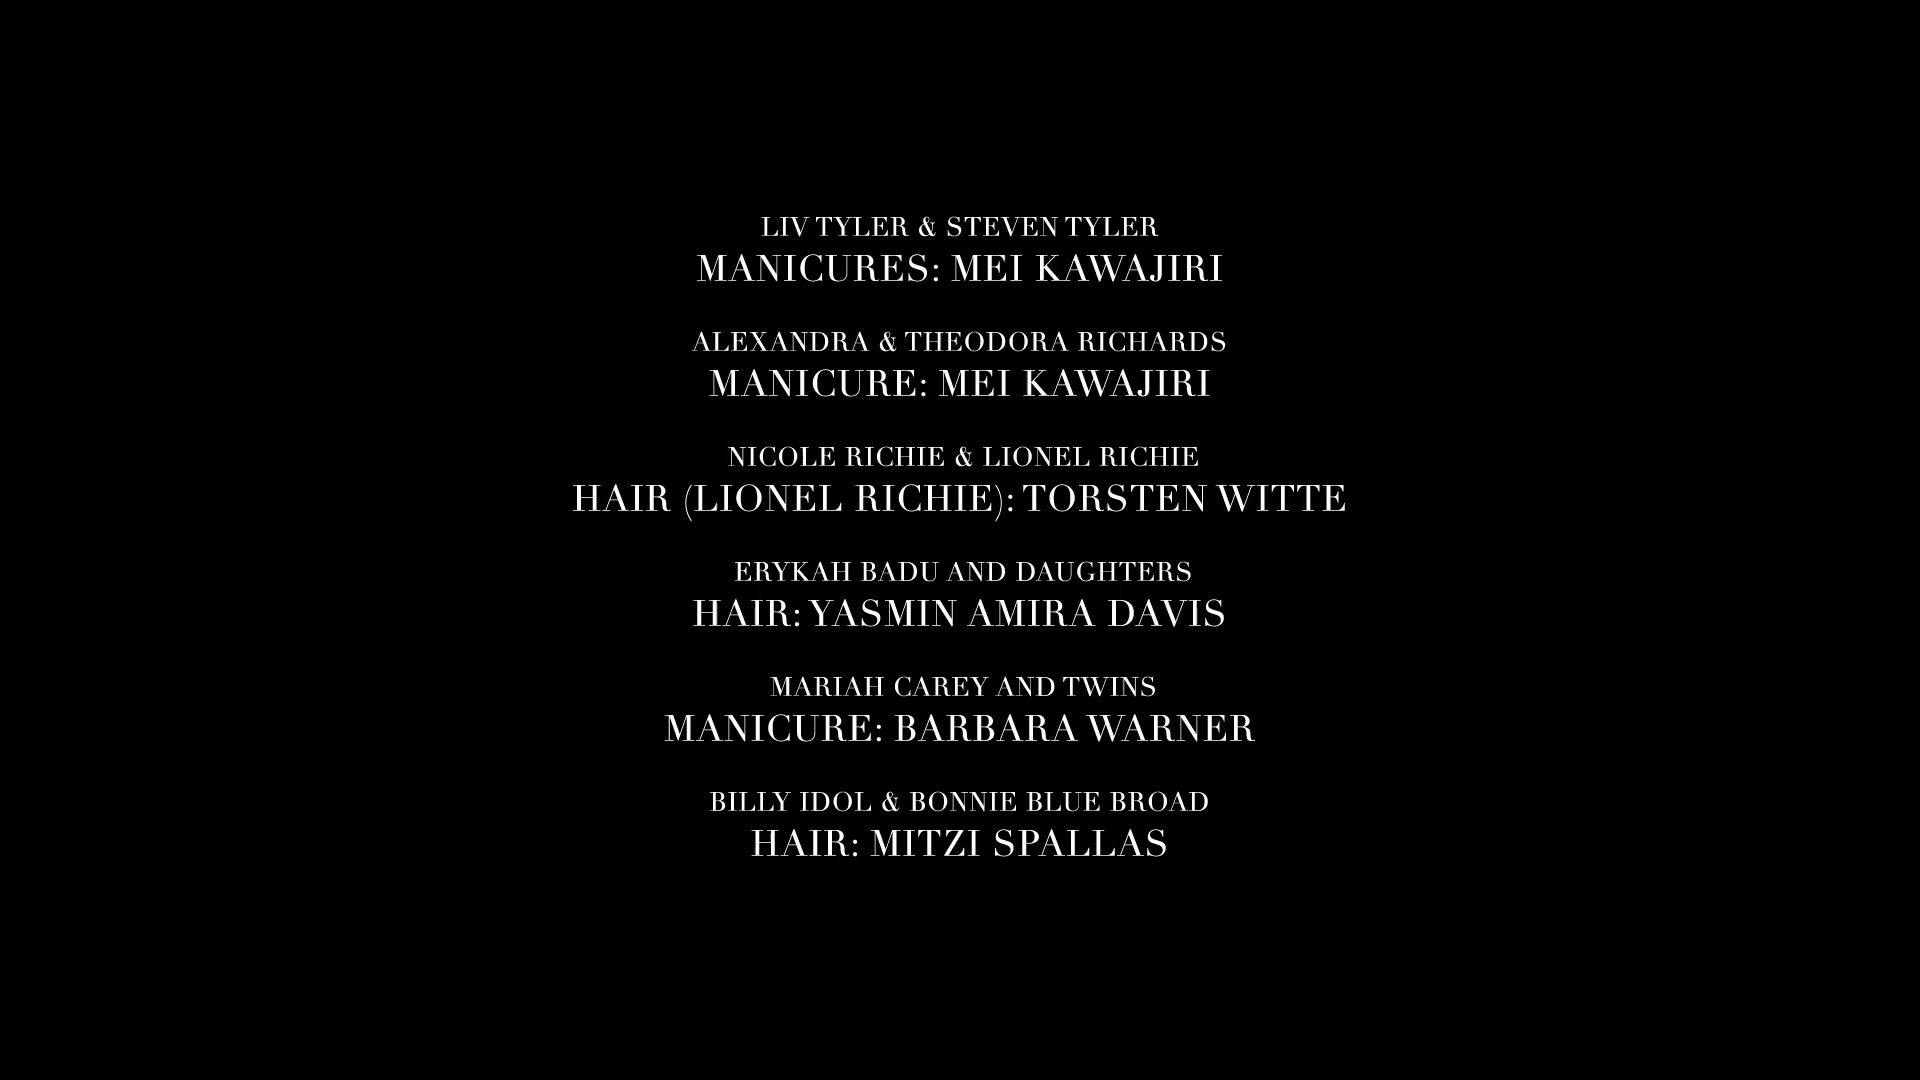 LIV TYLER & STEVEN TYLER
MANICURES: MEI KAWAJIRI
ALEXANDRA & THEODORA RICHARDS
MANICURE: MEI KAWAJIRI
NICOLE RICHIE & LIONEL RICHIE
HAIR (LIONEL RICHIE): TORSTEN WITTE
ERYKAH BADU AND DAUGHTERS
HAIR: YASMIN AMIRA DAVIS
MARIAH CAREY AND TWINS
MANICURE: BARBARA WARNER
BILLY IDOL & BONNIE BLUE BROAD
HAIR: MITZI SPALLAS